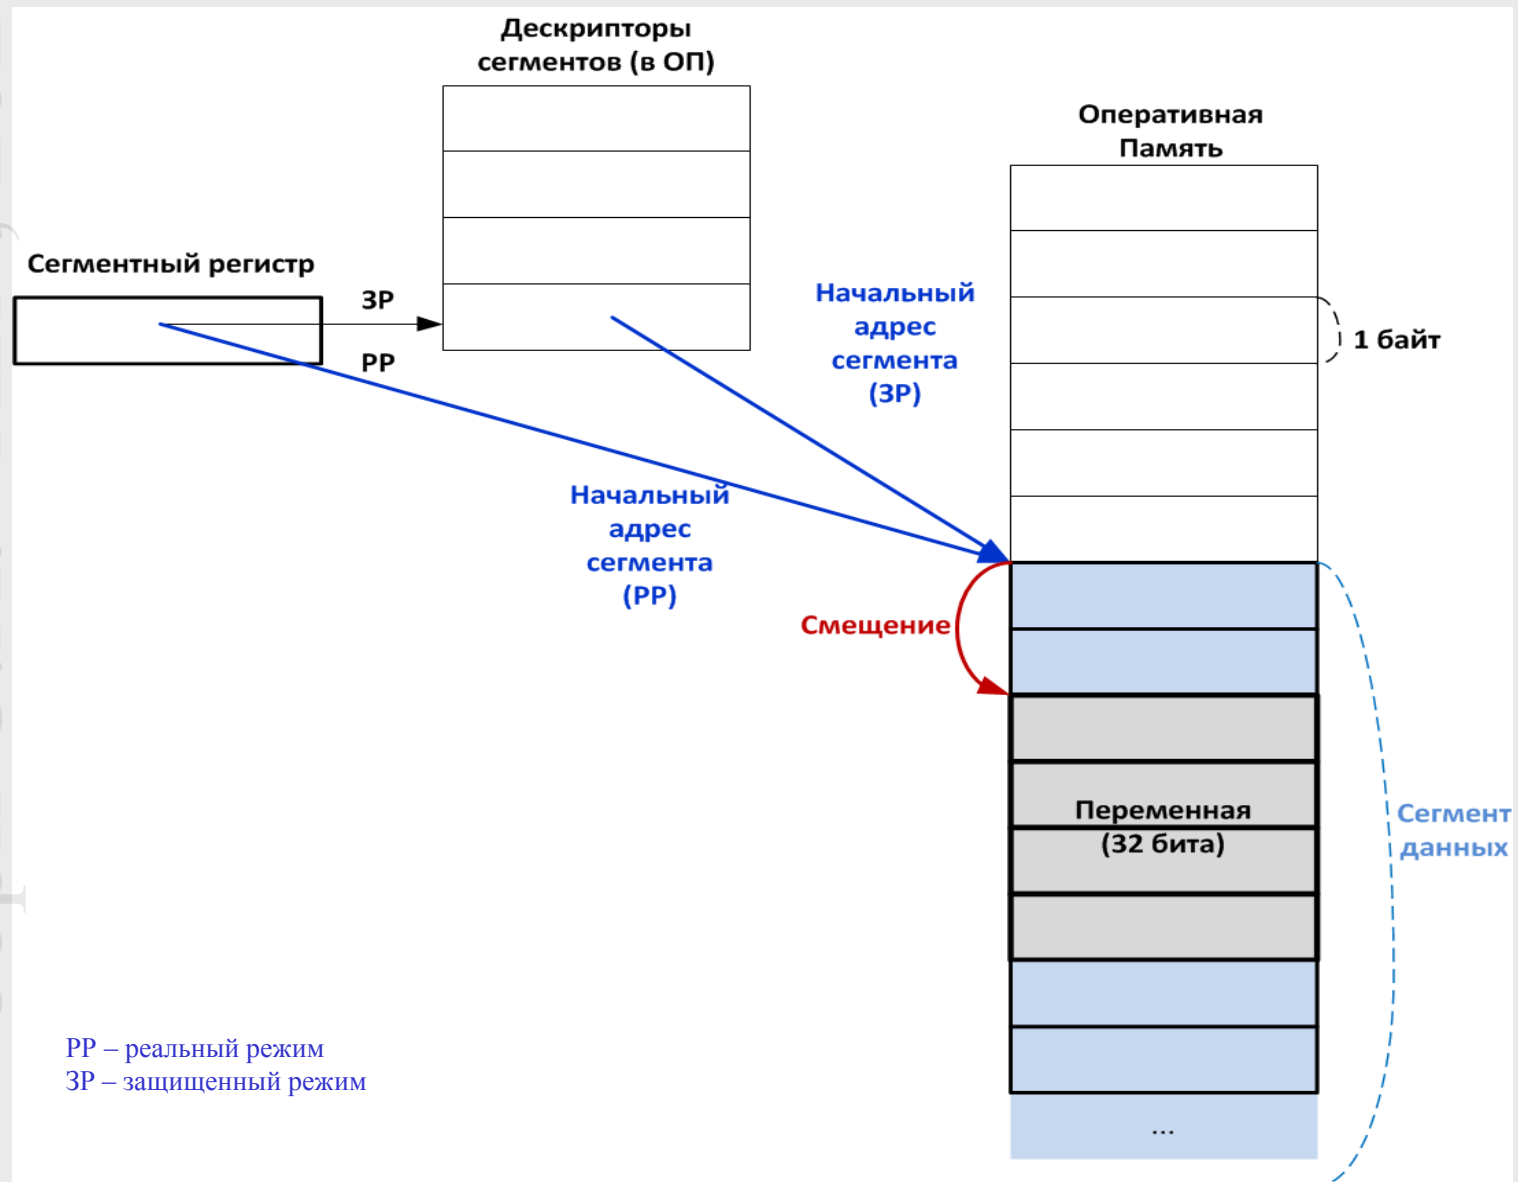 Дескрипторы
сегментов (в ОП)
Оперативная
Память
Сегментный регистр
ЗР
РР
Начальный
адрес
сегмента
(ЗР)
1 байт
Начальный
адрес
сегмента
(РР)
Смещение
Переменная
(32 бита)
Сегмент
данных
...
РР – реальный режим
ЗР – защищенный режим